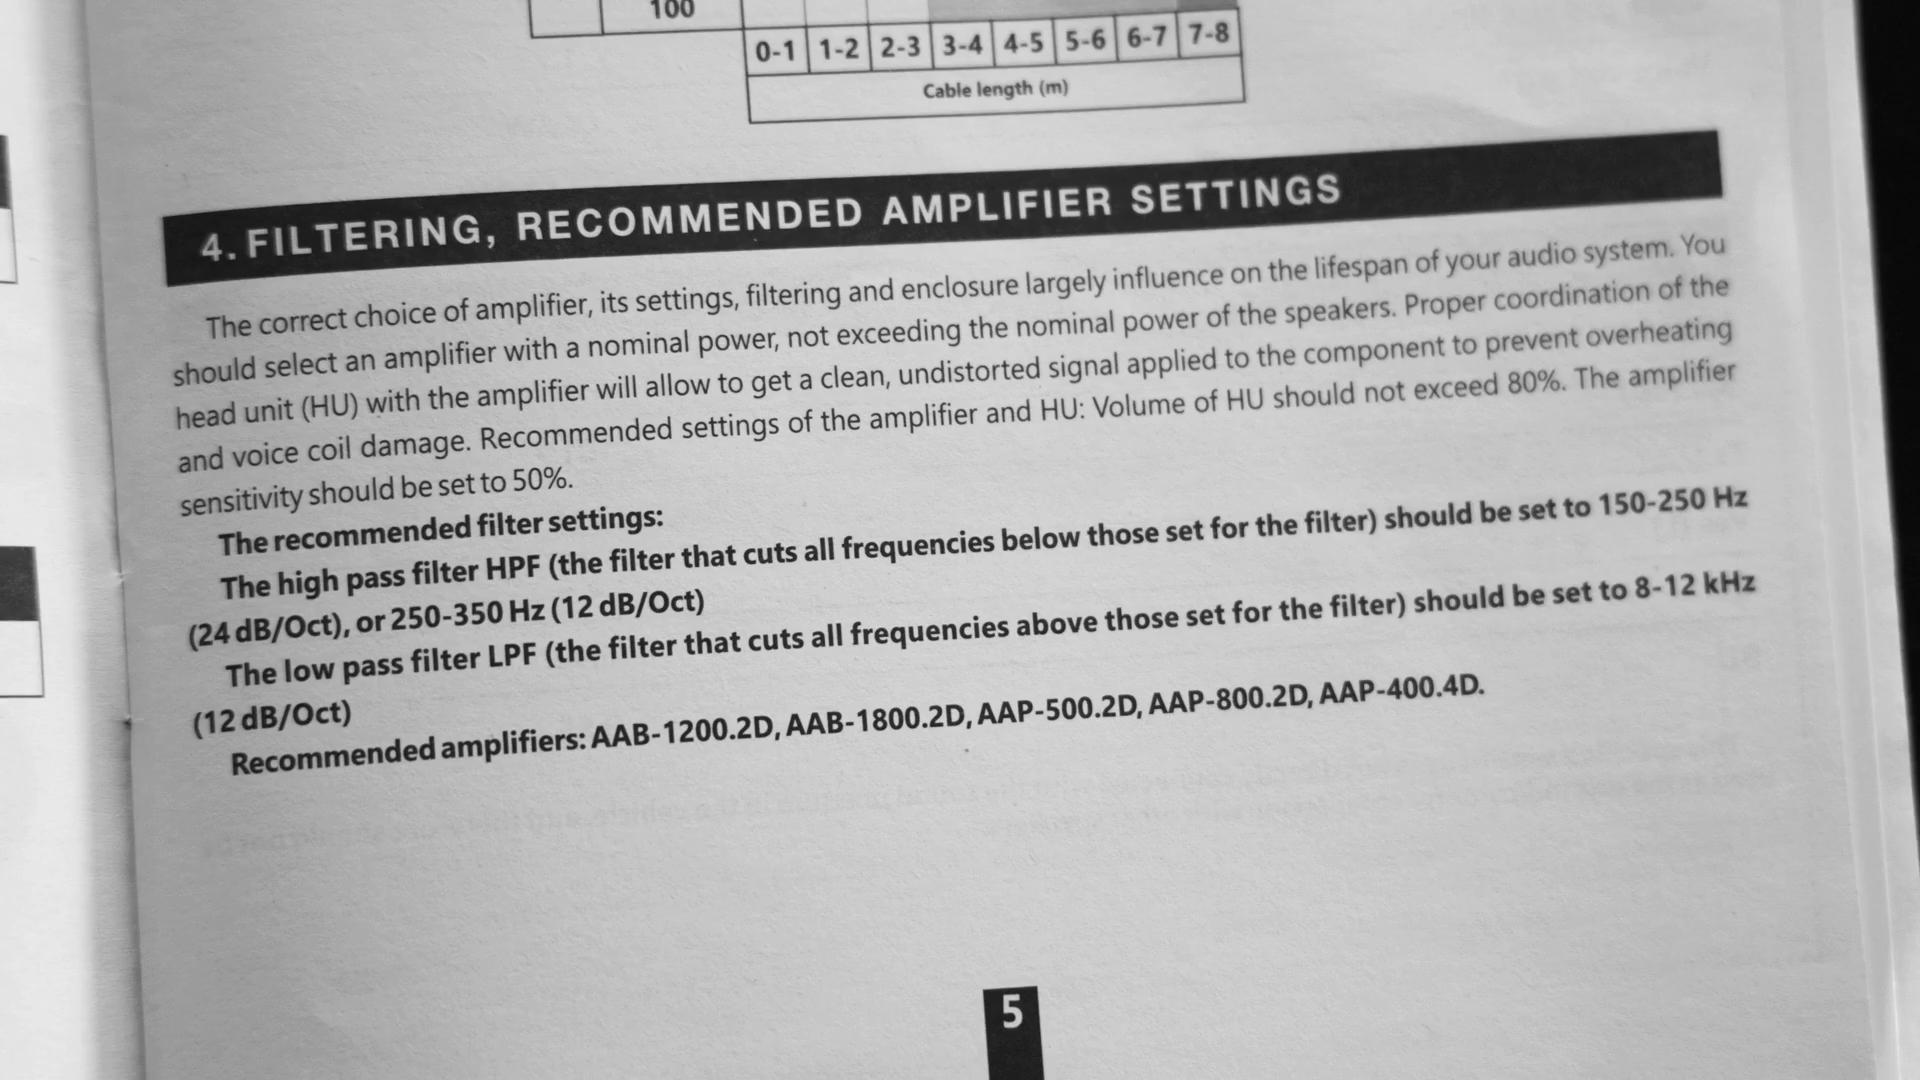 100
0-1 1-2 2-3 3-4 4-5 5-6 6-7 7-8
Cable length (m)
4. FILTERING, RECOMMENDED AMPLIFIER SETTINGS
The correct choice of amplifier, its settings, filtering and enclosure largely influence on the lifespan of your audio system. You
should select an amplifier with a nominal power, not exceeding the nominal power of the speakers. Proper coordination of the
head unit (HU) with the amplifier will allow to get a clean, undistorted signal applied to the component to prevent overheating
and voice coil damage. Recommended settings of the amplifier and HU: Volume of HU should not exceed 80%. The amplifier
sensitivity should be set to 50%.
The recommended filter settings:
The high pass filter HPF (the filter that cuts all frequencies below those set for the filter) should be set to 150-250 Hz
(24 dB/Oct), or 250-350 Hz (12 dB/Oct)
The low pass filter LPF (the filter that cuts all frequencies above those set for the filter) should be set to 8-12 kHz
(12 dB/Oct)
Recommended amplifiers: AAB-1200.2D, AAB-1800.2D, AAP-500.2D, AAP-800.2D, AAP-400.4D.
5